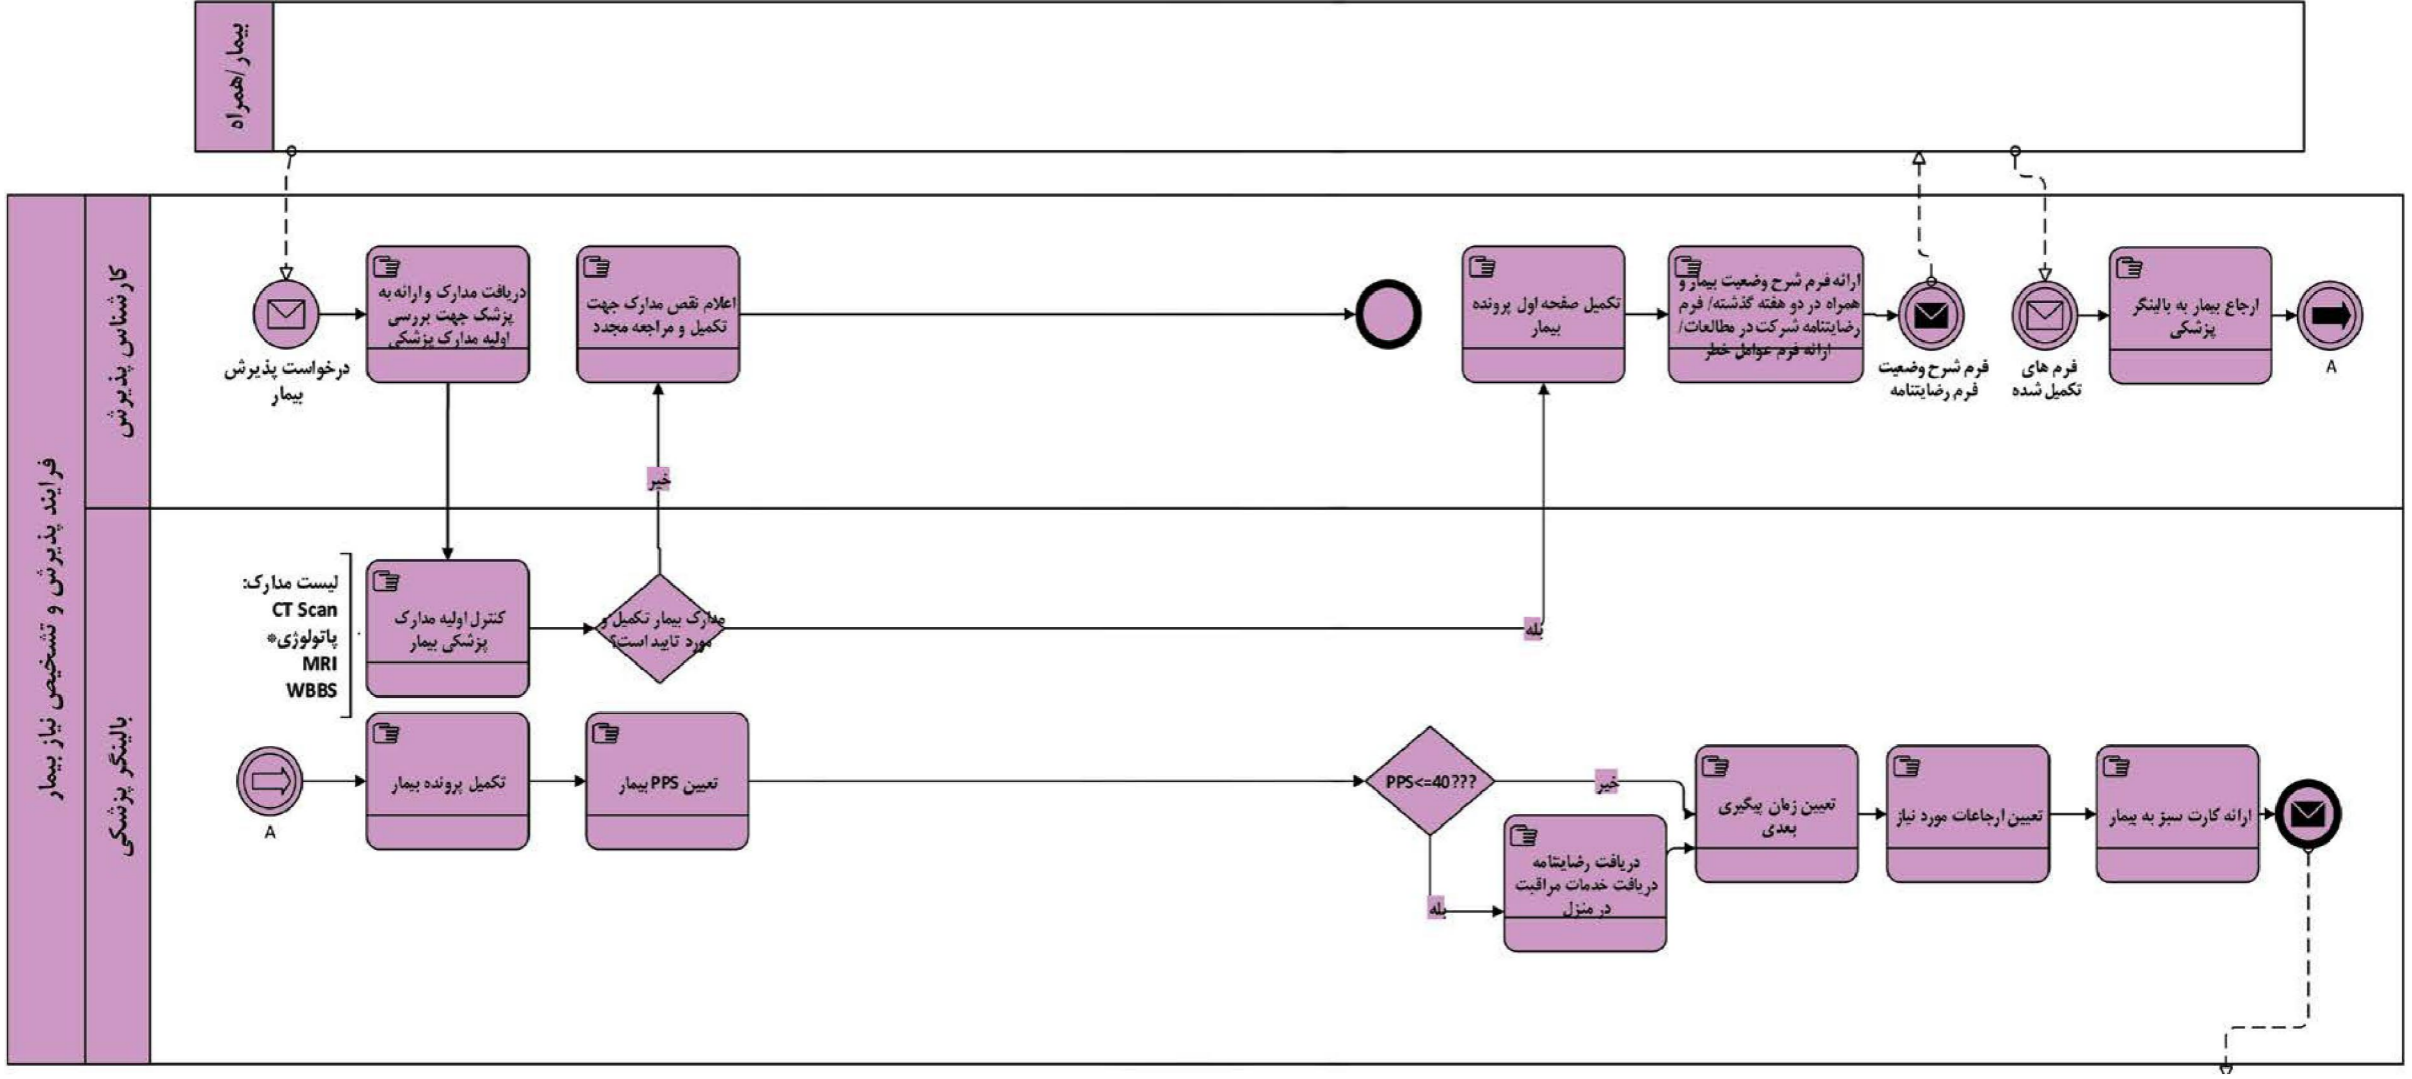 بیمار/همراه
فرایند پذیرش و تشخیص نیاز بیمار
کارشناس پذیرش
درخواست پذیرش
بیمار
دریافت مدارک و ارائه به
پزشک جهت بررسی
اولیه مدارک پزشکی
اعلام نقص مدارک جهت
تکمیل و مراجعه مجدد
خیر
تکمیل صفحه اول پرونده
بیمار
ارائه فرم شرح وضعیت بیمار و
همراه در دو هفته گذشته/ فرم
رضایتنامه شرکت در مطالعات/
ارائه فرم عوامل خطر
فرم شرح وضعیت
فرم رضایتنامه
فرم های
تکمیل شده
ارجاع بیمار به بالینگر
پزشکی
A
بالینگر پزشکی
لیست مدارک:
CT Scan
پاتولوژی*
MRI
WBBS
کنترل اولیه مدارک
پزشکی بیمار
مدارک بیمار تکمیل و
مورد تایید است؟
بله
A
تکمیل پرونده بیمار
تعیین PPS بیمار
PPS<=40???
خیر
بله
دریافت رضایتنامه
دریافت خدمات مراقبت
در منزل
تعیین زمان پیگیری
بعدی
تعیین ارجاعات مورد نیاز
ارائه کارت سبز به بیمار